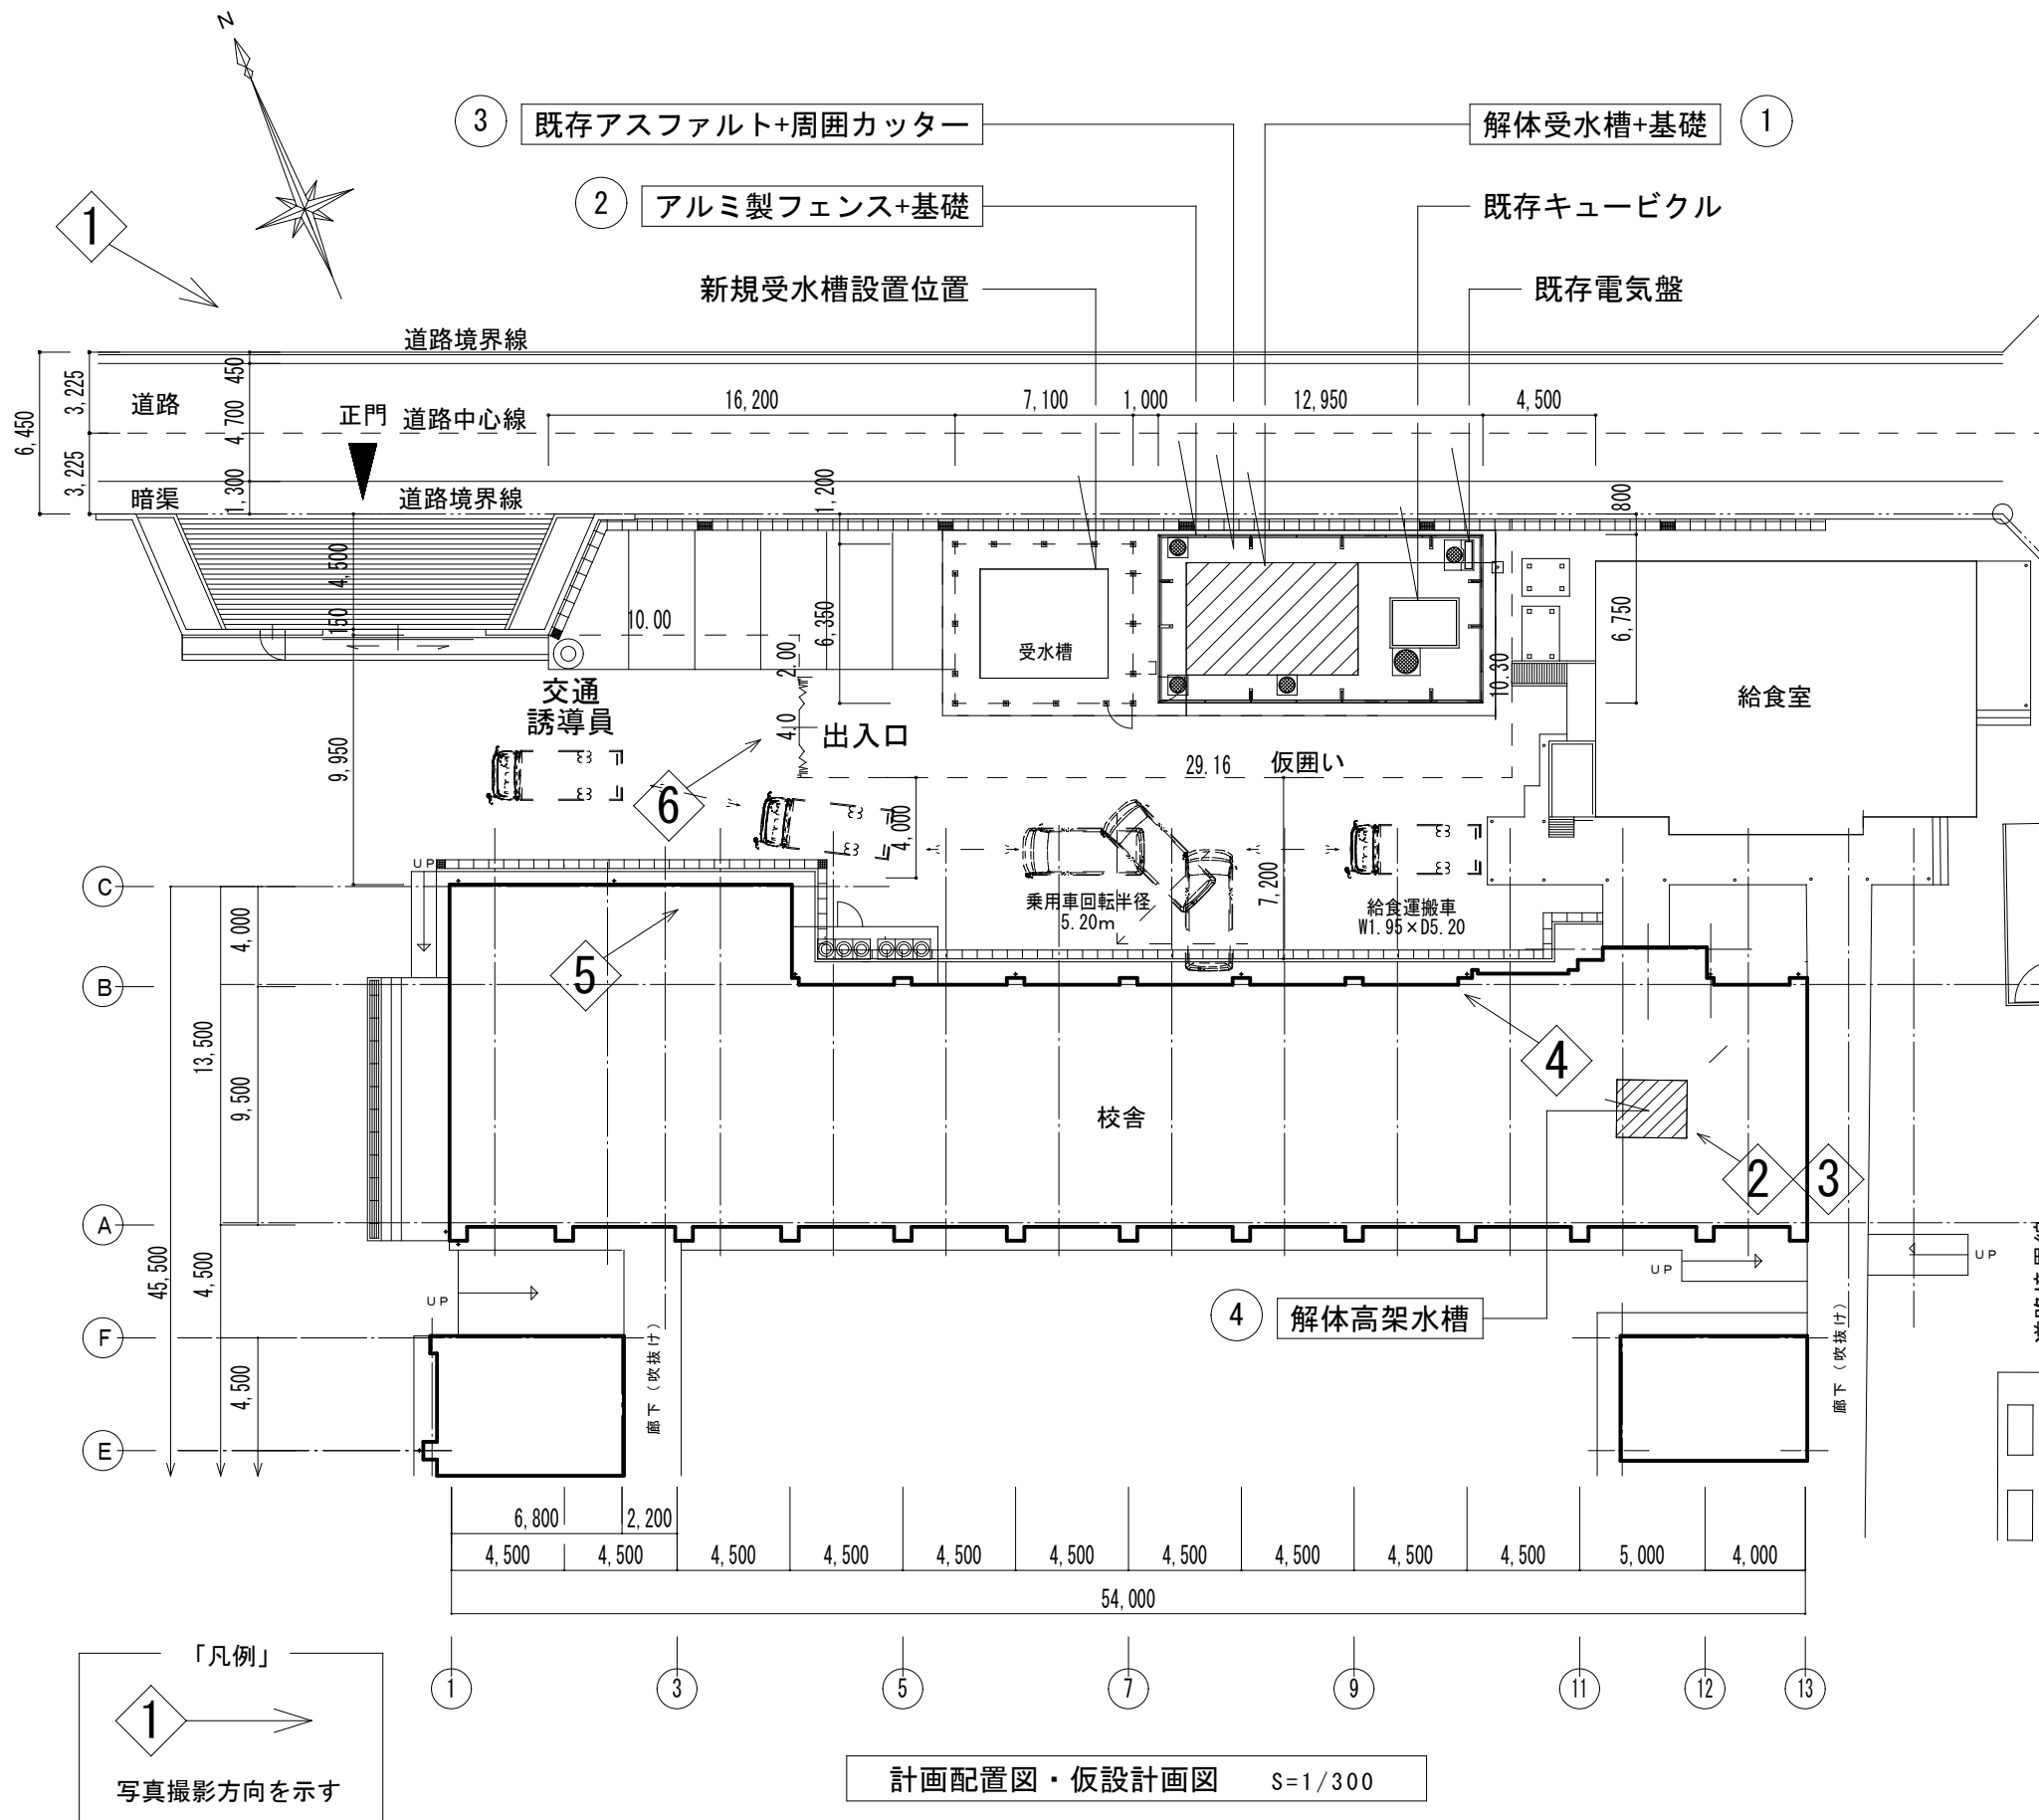 N
3 既存アスファルト+周囲カッター
解体受水槽+基礎 1
2 アルミ製フェンス+基礎
既存キュービクル
1
新規受水槽設置位置
既存電気盤
道路境界線
450
3,225
道路
正門
道路中心線
16,200
7,100
1,000
12,950
4,500
6,450
4,700
3,225
暗渠
1,300
道路境界線
1,200
800
4,500
150
10.00
2.00
6,350
受水槽
6,750
10.30
給食室
交通
誘導員
4.0
出入口
9,950
29.16
仮囲い
6
4,000
7,200
UP
乗用車回転半径
5.20m
給食運搬車
W1.95×D5.20
C
4,000
5
B
13,500
4
9,500
校舎
2
3
A
45,500
4,500
UP
UP
UP
4 解体高架水槽
F
廊下（吹抜け）
廊下（吹抜け）
4,500
E
6,800
2,200
4,500
4,500
4,500
4,500
4,500
4,500
4,500
4,500
4,500
4,500
5,000
4,000
54,000
「凡例」
1
3
5
7
9
11
12
13
1
写真撮影方向を示す
計画配置図・仮設計画図 S=1/300